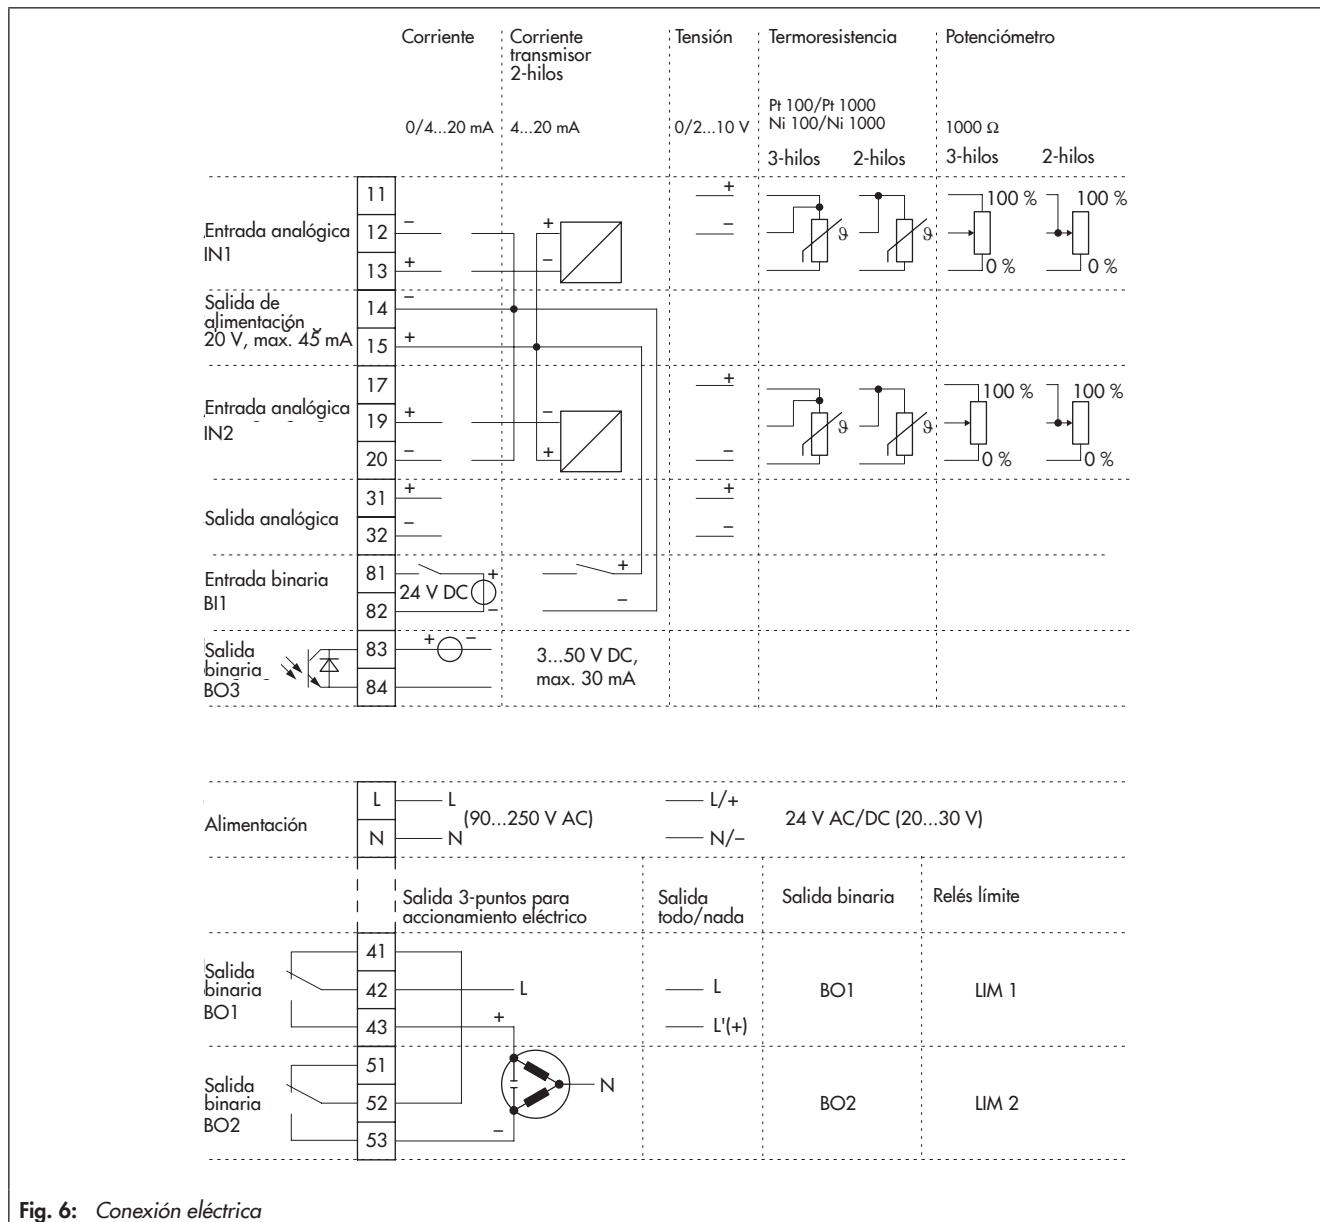 Corriente Corriente transmisor 2-hilos Tensión Termoresistencia Potenciómetro
Pt 100/Pt 1000
0/4...20 mA 4...20 mA 0/2...10 V Ni 100/Ni 1000 1000 Ω
3-hilos 2-hilos 3-hilos 2-hilos
Entrada analógica
IN1
11 + 100 % 100 %
12 – + –
13 + – ϑ ϑ 0 % 0 %
Salida de
alimentación
20 V, max. 45 mA
14 –
15 +
Entrada analógica
IN2
17 + 100 % 100 %
19 + –
20 – + – ϑ ϑ 0 % 0 %
Salida analógica
31 + +
32 – –
Entrada binaria
BI1
81 + +
24 V DC
82 – –
Salida
binaria
BO3
83 + –
84
3...50 V DC,
max. 30 mA
Alimentación
L L L/+
(90...250 V AC) 24 V AC/DC (20...30 V)
N N N/–
Salida 3-puntos para
accionamiento eléctrico
Salida
todo/nada
Salida binaria
Relés límite
Salida
binaria
BO1
41
42 L L BO1 LIM 1
43 + L'(+)
Salida
binaria
BO2
51
N
52 BO2 LIM 2
53 –
Fig. 6: Conexión eléctrica